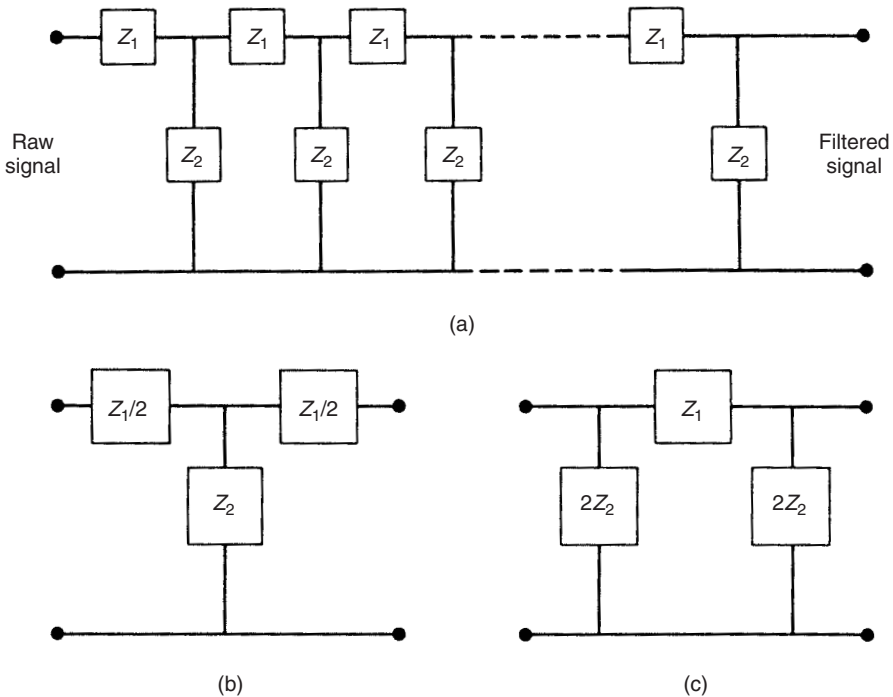 Z₁ Z₁ Z₁ Z₁
Raw
signal
Z₂ Z₂ Z₂ Z₂
Filtered
signal
(a)
Z₁/2 Z₁/2
Z₂
(b)
Z₁
2Z₂ 2Z₂
(c)